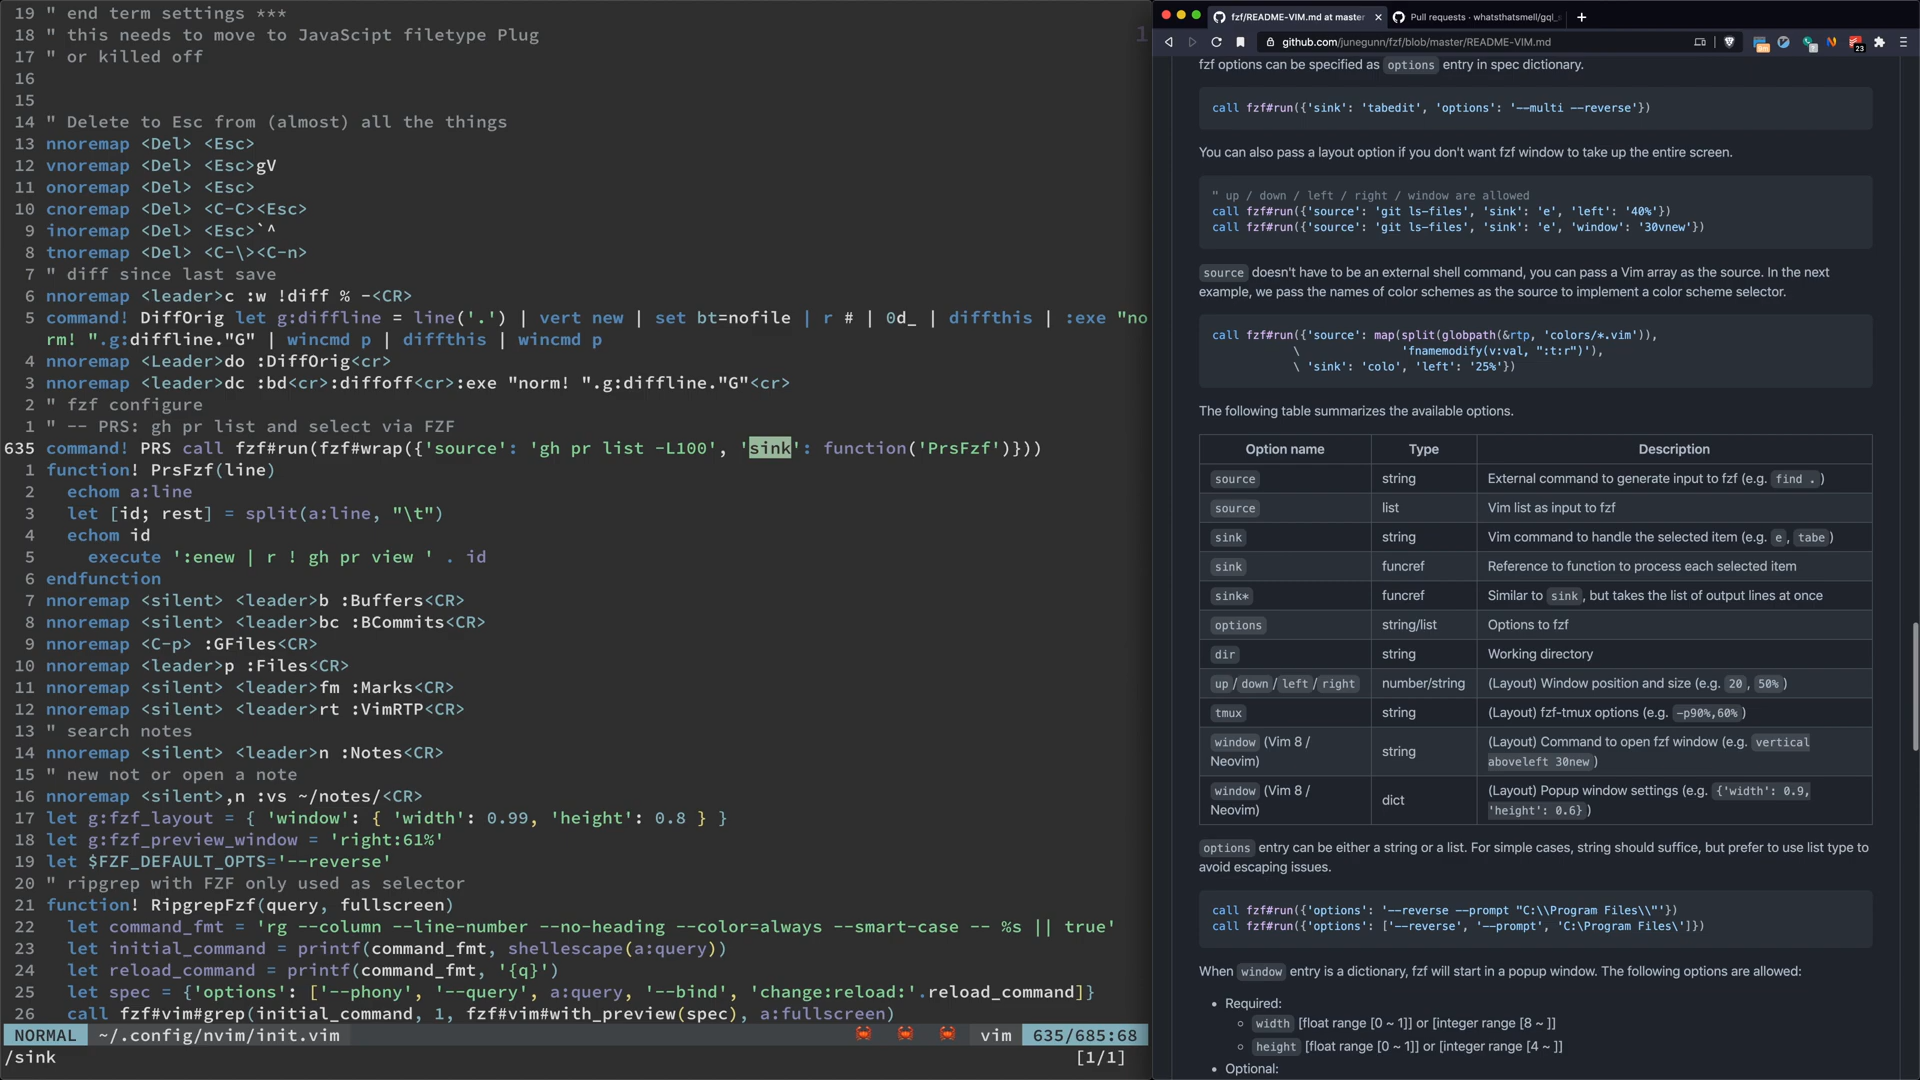 19 " end term settings ***
18 " this needs to move to JavaScipt filetype Plug
17 " or killed off
16
15
14 " Delete to Esc from (almost) all the things
13 nnoremap <Del> <Esc>
12 vnoremap <Del> <Esc>gV
11 onoremap <Del> <Esc>
10 cnoremap <Del> <C-C><Esc>
9 inoremap <Del> <Esc>`^
8 tnoremap <Del> <C-\><C-n>
7 " diff since last save
6 nnoremap <leader>c :w !diff % -<CR>
5 command! DiffOrig let g:diffline = line('.') | vert new | set bt=nofile | r # | 0d_ | diffthis | :exe "no
rm! ".g:diffline."G" | wincmd p | diffthis | wincmd p
4 nnoremap <Leader>do :DiffOrig<cr>
3 nnoremap <leader>dc :bd<cr>:diffoff<cr>:exe "norm! ".g:diffline."G"<cr>
2 " fzf configure
1 " -- PRS: gh pr list and select via FZF
635 command! PRS call fzf#run(fzf#wrap({'source': 'gh pr list -L100', 'sink': function('PrsFzf')}))
1 function! PrsFzf(line)
2 echom a:line
3 let [id; rest] = split(a:line, "\t")
4 echom id
5 execute ':enew | r ! gh pr view ' . id
6 endfunction
7 nnoremap <silent> <leader>b :Buffers<CR>
8 nnoremap <silent> <leader>bc :BCommits<CR>
9 nnoremap <C-p> :GFiles<CR>
10 nnoremap <leader>p :Files<CR>
11 nnoremap <silent> <leader>fm :Marks<CR>
12 nnoremap <silent> <leader>rt :VimRTP<CR>
13 " search notes
14 nnoremap <silent> <leader>n :Notes<CR>
15 " new not or open a note
16 nnoremap <silent>,n :vs ~/notes/<CR>
17 let g:fzf_layout = { 'window': { 'width': 0.99, 'height': 0.8 } }
18 let g:fzf_preview_window = 'right:61%'
19 let $FZF_DEFAULT_OPTS='--reverse'
20 " ripgrep with FZF only used as selector
21 function! RipgrepFzf(query, fullscreen)
22 let command_fmt = 'rg --column --line-number --no-heading --color=always --smart-case -- %s || true'
23 let initial_command = printf(command_fmt, shellescape(a:query))
24 let reload_command = printf(command_fmt, '{q}')
25 let spec = {'options': ['--phony', '--query', a:query, '--bind', 'change:reload:'.reload_command]}
26 call fzf#vim#grep(initial_command, 1, fzf#vim#with_preview(spec), a:fullscreen)
NORMAL ~/.config/nvim/init.vim vim 635/685:68
/sink [1/1]
1
fzf/README-VIM.md at master
Pull requests · whatsthatsmell/gql_
github.com/junegunn/fzf/blob/master/README-VIM.md
23
fzf options can be specified as options entry in spec dictionary.
call fzf#run({'sink': 'tabedit', 'options': '--multi --reverse'})
You can also pass a layout option if you don't want fzf window to take up the entire screen.
" up / down / left / right / window are allowed
call fzf#run({'source': 'git ls-files', 'sink': 'e', 'left': '40%'})
call fzf#run({'source': 'git ls-files', 'sink': 'e', 'window': '30vnew'})
source doesn't have to be an external shell command, you can pass a Vim array as the source. In the next
example, we pass the names of color schemes as the source to implement a color scheme selector.
call fzf#run({'source': map(split(globpath(&rtp, 'colors/*.vim')),
\ 'fnamemodify(v:val, ":t:r")'),
\ 'sink': 'colo', 'left': '25%'})
The following table summarizes the available options.
Option name Type Description
source string External command to generate input to fzf (e.g. find . )
source list Vim list as input to fzf
sink string Vim command to handle the selected item (e.g. e , tabe )
sink funcref Reference to function to process each selected item
sink* funcref Similar to sink , but takes the list of output lines at once
options string/list Options to fzf
dir string Working directory
up / down / left / right number/string (Layout) Window position and size (e.g. 20 , 50% )
tmux string (Layout) fzf-tmux options (e.g. -p90%,60% )
window (Vim 8 / Neovim) string (Layout) Command to open fzf window (e.g. vertical
aboveleft 30new )
window (Vim 8 / Neovim) dict (Layout) Popup window settings (e.g. {'width': 0.9,
'height': 0.6} )
options entry can be either a string or a list. For simple cases, string should suffice, but prefer to use list type to
avoid escaping issues.
call fzf#run({'options': '--reverse --prompt "C:\\Program Files\\"'})
call fzf#run({'options': ['--reverse', '--prompt', 'C:\Program Files\']})
When window entry is a dictionary, fzf will start in a popup window. The following options are allowed:
• Required:
○ width [float range [0 ~ 1]] or [integer range [8 ~ ]]
○ height [float range [0 ~ 1]] or [integer range [4 ~ ]]
• Optional: